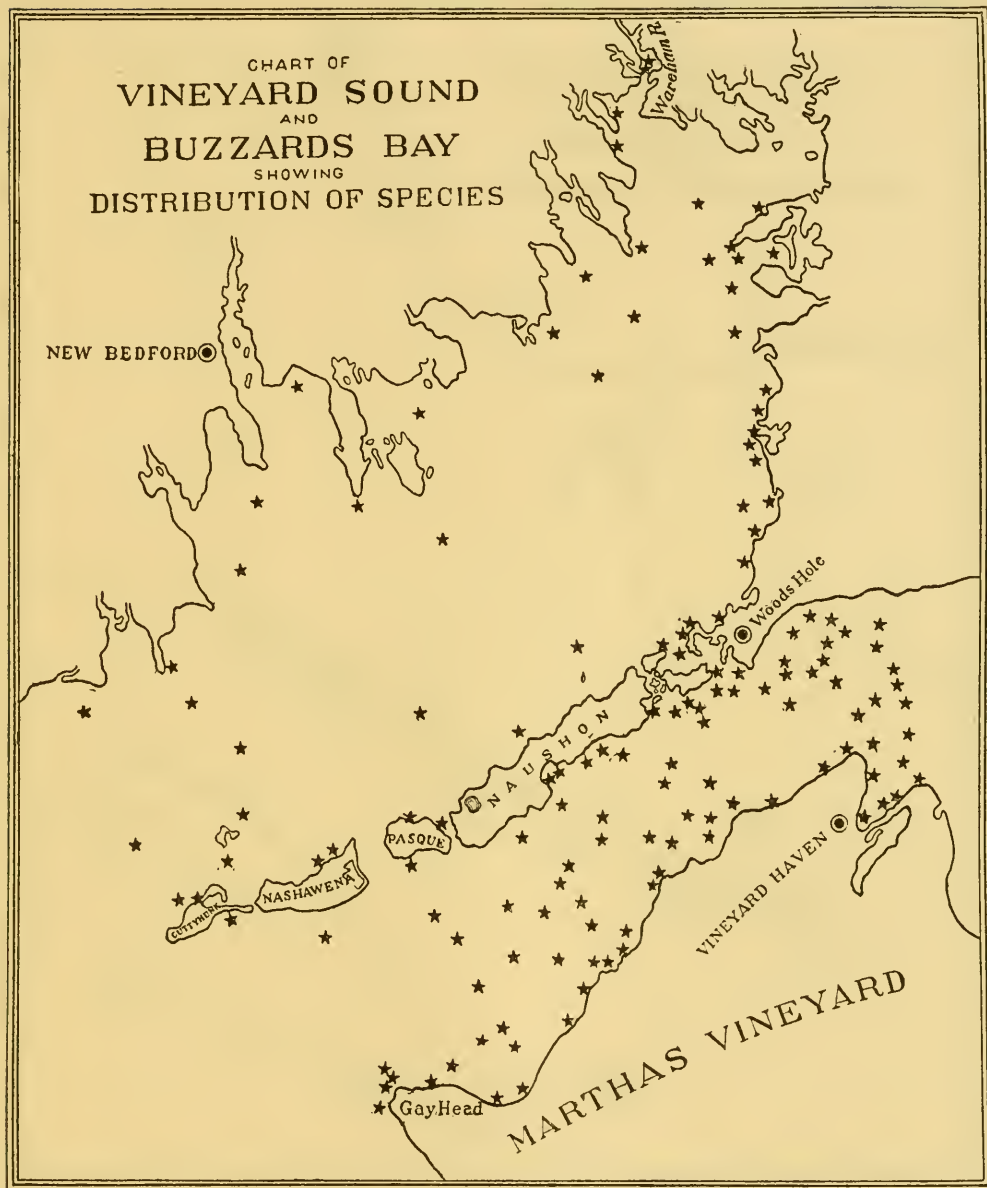 CHART OF
VINEYARD SOUND
AND
BUZZARDS BAY
SHOWING
DISTRIBUTION OF SPECIES
Wareham R.
NEW BEDFORD
Woods Hole
NAUSHON
PASQUE
NASHAWENA
CUTTYHUNK
VINEYARD HAVEN
MARTHAS VINEYARD
Gay Head